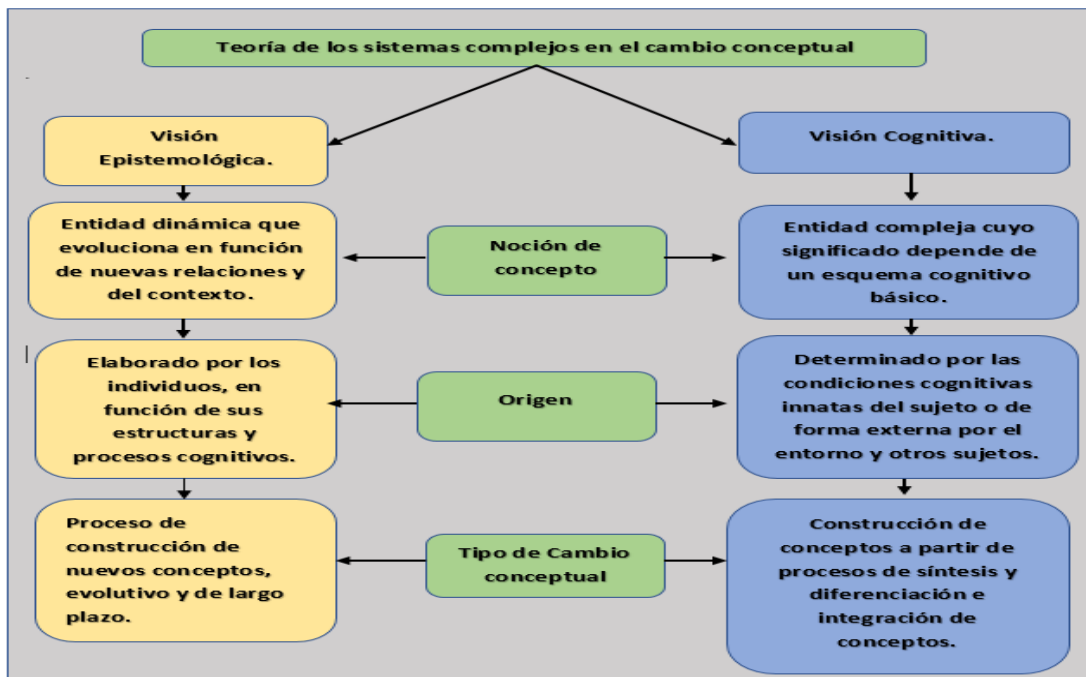 Teoría de los sistemas complejos en el cambio conceptual
Visión
Epistemológica.
Visión Cognitiva.
Entidad dinámica que
evoluciona en función
de nuevas relaciones y
del contexto.
Noción de
concepto
Entidad compleja cuyo
significado depende de
un esquema cognitivo
básico.
Elaborado por los
individuos, en
función de sus
estructuras y
procesos cognitivos.
Origen
Determinado por las
condiciones cognitivas
innatas del sujeto o de
forma externa por el
entorno y otros sujetos.
Proceso de
construcción de
nuevos conceptos,
evolutivo y de largo
plazo.
Tipo de Cambio
conceptual
Construcción de
conceptos a partir de
procesos de síntesis y
diferenciación e
integración de
conceptos.